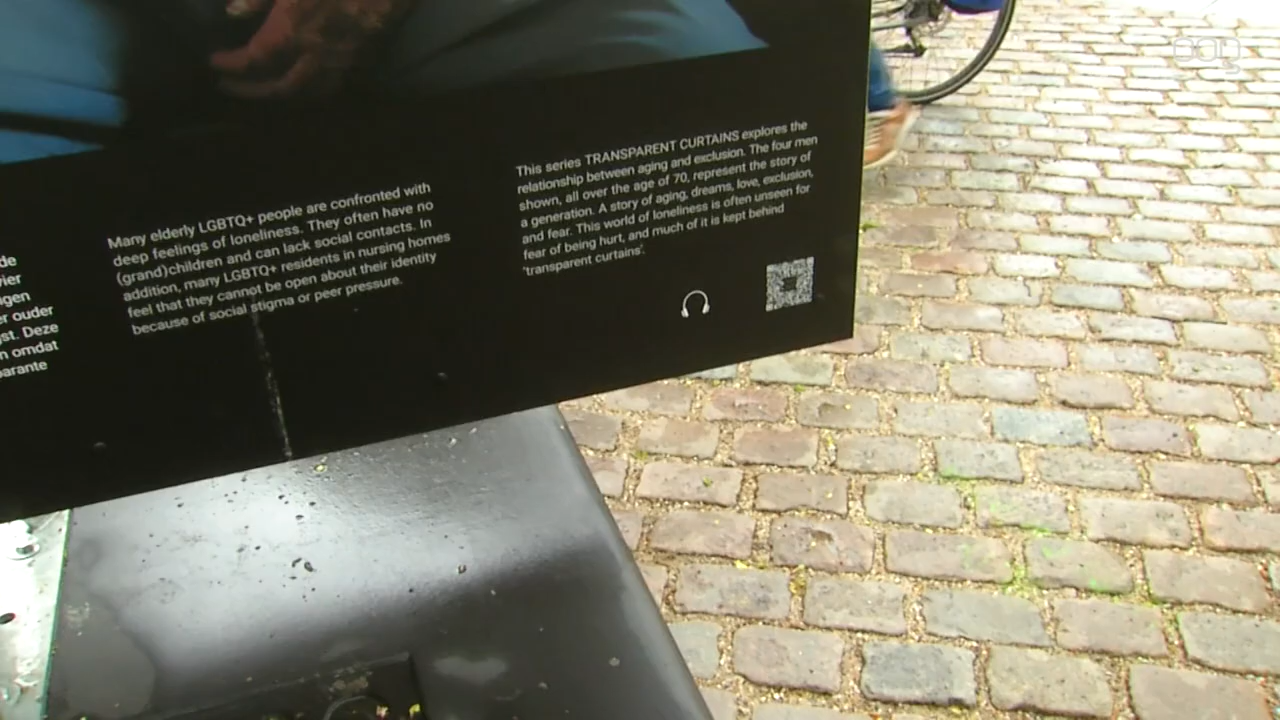 de
vier
ngen
er ouder
gst. Deze
n omdat
parante
Many elderly LGBTQ+ people are confronted with
deep feelings of loneliness. They often have no
(grand)children and can lack social contacts. In
addition, many LGBTQ+ residents in nursing homes
feel that they cannot be open about their identity
because of social stigma or peer pressure.
This series TRANSPARENT CURTAINS explores the
relationship between aging and exclusion. The four men
shown, all over the age of 70, represent the story of
a generation. A story of aging, dreams, love, exclusion,
and fear. This world of loneliness is often unseen for
fear of being hurt, and much of it is kept behind
'transparent curtains'.